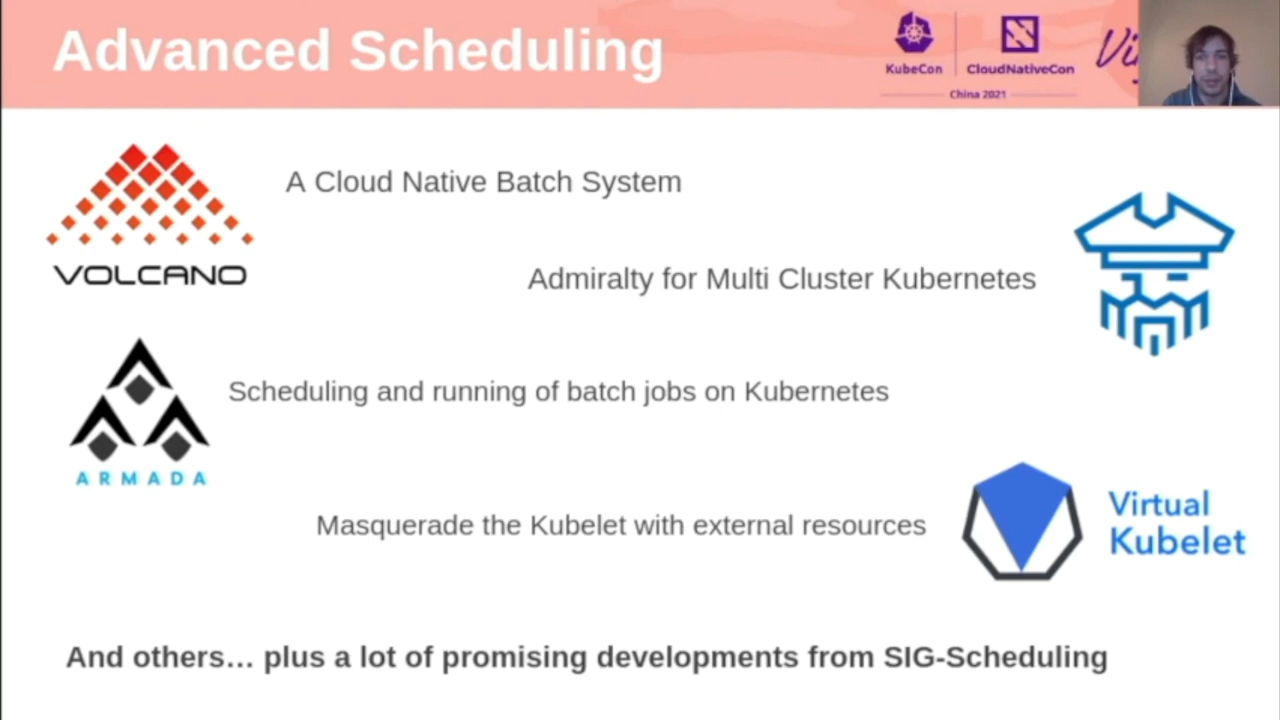 Advanced Scheduling
KubeCon
CloudNativeCon
China 2021
A Cloud Native Batch System
VOLCANO
Admiralty for Multi Cluster Kubernetes
Scheduling and running of batch jobs on Kubernetes
ARMADA
Masquerade the Kubelet with external resources
Virtual
Kubelet
And others… plus a lot of promising developments from SIG-Scheduling